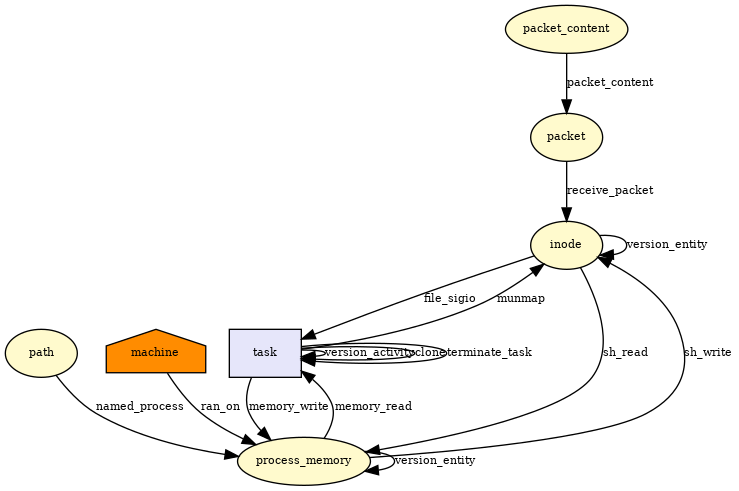 packet_content
packet_content
packet
receive_packet
inode
version_entity
file_sigio
munmap
path
machine
task
version_activity
clone
terminate_task
sh_read
sh_write
named_process
ran_on
memory_write
memory_read
process_memory
version_entity